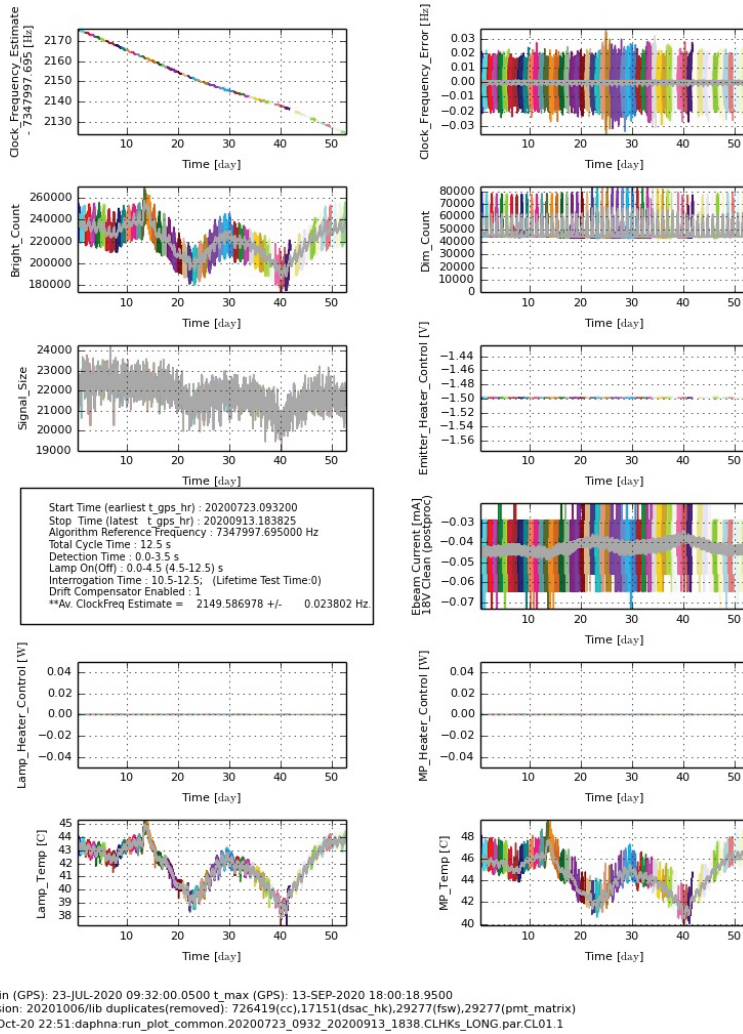 Clock_Frequency_Estimate
- 7347997.695 [Hz]
2170
2160
2150
2140
2130
10 20 30 40 50
Time [day]
Clock_Frequency_Error [Hz]
0.03
0.02
0.01
0.00
−0.01
−0.02
−0.03
10 20 30 40 50
Time [day]
Bright_Count
260000
240000
220000
200000
180000
10 20 30 40 50
Time [day]
Dim_Count
80000
70000
60000
50000
40000
30000
20000
10000
0
10 20 30 40 50
Time [day]
Signal_Size
24000
23000
22000
21000
20000
19000
10 20 30 40 50
Time [day]
Emitter_Heater_Control [V]
−1.44
−1.46
−1.48
−1.50
−1.52
−1.54
−1.56
10 20 30 40 50
Time [day]
Start Time (earliest t_gps_hr) : 20200723.093200
Stop Time (latest t_gps_hr) : 20200913.183825
Algorithm Reference Frequency : 7347997.695000 Hz
Total Cycle Time : 12.5 s
Detection Time : 0.0-3.5 s
Lamp On(Off) : 0.0-4.5 (4.5-12.5) s
Interrogation Time : 10.5-12.5; (Lifetime Test Time:0)
Drift Compensator Enabled : 1
**Av. ClockFreq Estimate = 2149.586978 +/- 0.023802 Hz.
Ebeam Current [mA]
18V Clean (postproc)
−0.03
−0.04
−0.05
−0.06
−0.07
10 20 30 40 50
Time [day]
Lamp_Heater_Control [W]
0.04
0.02
0.00
−0.02
−0.04
10 20 30 40 50
Time [day]
MP_Heater_Control [W]
0.04
0.02
0.00
−0.02
−0.04
10 20 30 40 50
Time [day]
Lamp_Temp [C]
45
44
43
42
41
40
39
38
10 20 30 40 50
Time [day]
MP_Temp [C]
48
46
44
42
40
10 20 30 40 50
Time [day]
in (GPS): 23-JUL-2020 09:32:00.0500 t_max (GPS): 13-SEP-2020 18:00:18.9500
sion: 20201006/lib duplicates(removed): 726419(cc),17151(dsac_hk),29277(fsw),29277(pmt_matrix)
Oct-20 22:51:daphna:run_plot_common.20200723_0932_20200913_1838.CLHKs_LONG.par.CL01.1